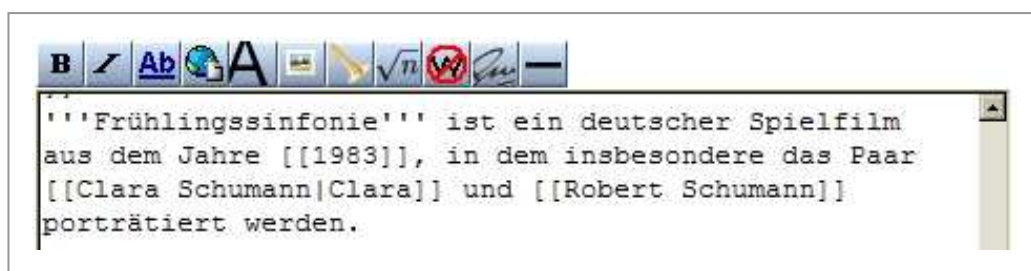 B I Ab A √n W
'''Frühlingssinfonie''' ist ein deutscher Spielfilm
aus dem Jahre [[1983]], in dem insbesondere das Paar
[[Clara Schumann|Clara]] und [[Robert Schumann]]
porträtiert werden.